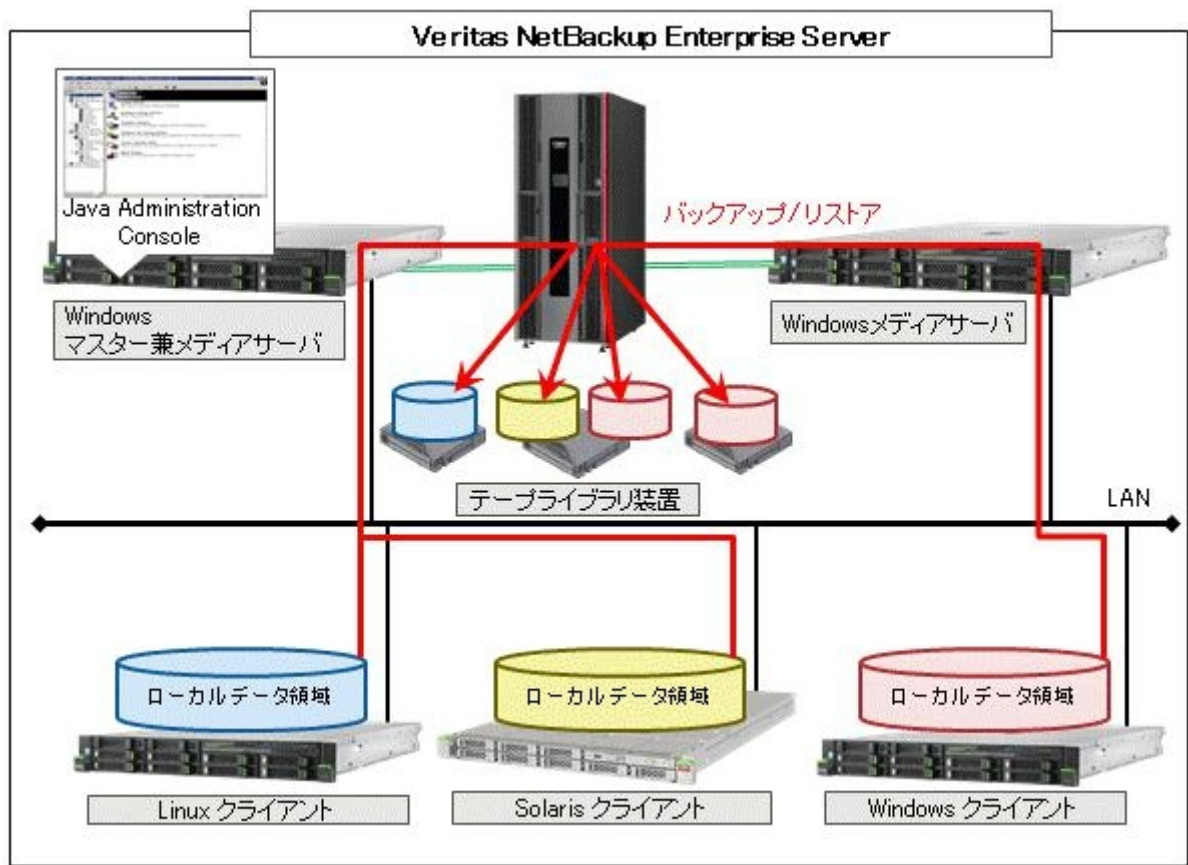 Veritas NetBackup Enterprise Server
Java Administration
Console
バックアップ/リストア
Windows
マスター兼メディアサーバ
Windowsメディアサーバ
テープライブラリ装置
LAN
ローカルデータ領域
ローカルデータ領域
ローカルデータ領域
Linux クライアント
Solaris クライアント
Windows クライアント